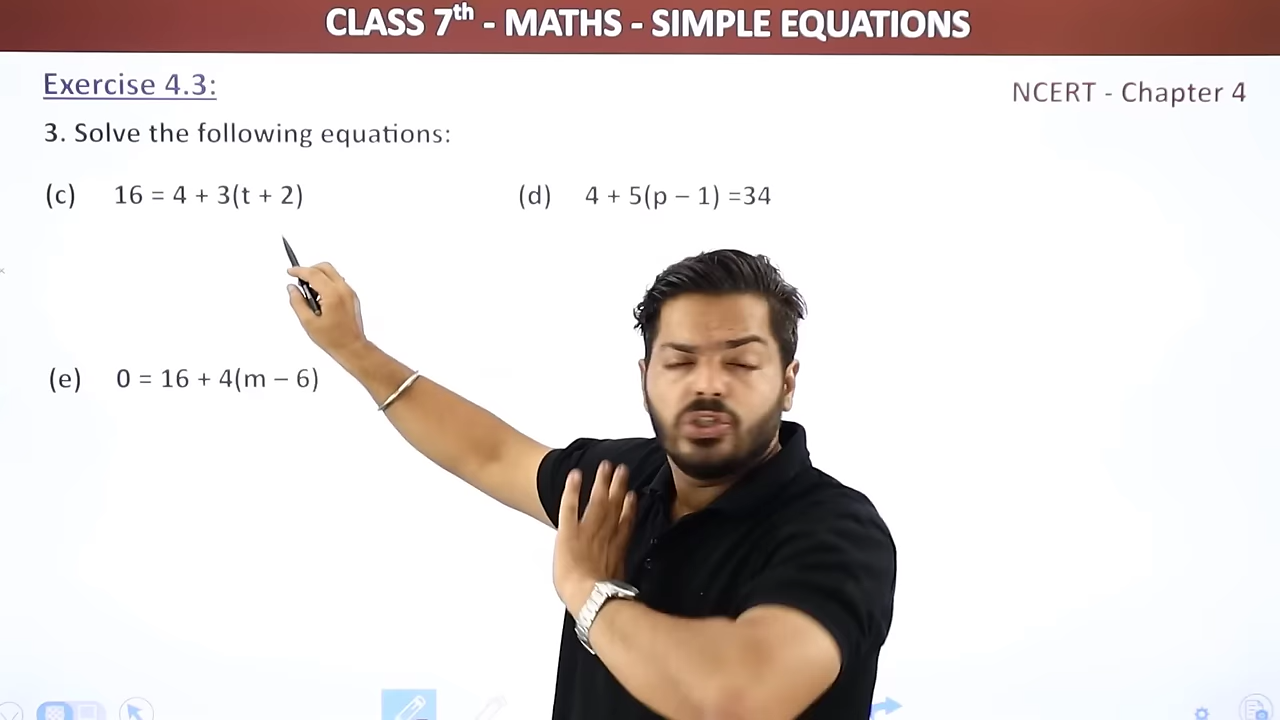 CLASS 7th - MATHS - SIMPLE EQUATIONS
Exercise 4.3:
NCERT - Chapter 4
3. Solve the following equations:
(c) 16 = 4 + 3(t + 2)
(d) 4 + 5(p – 1) =34
(e) 0 = 16 + 4(m – 6)